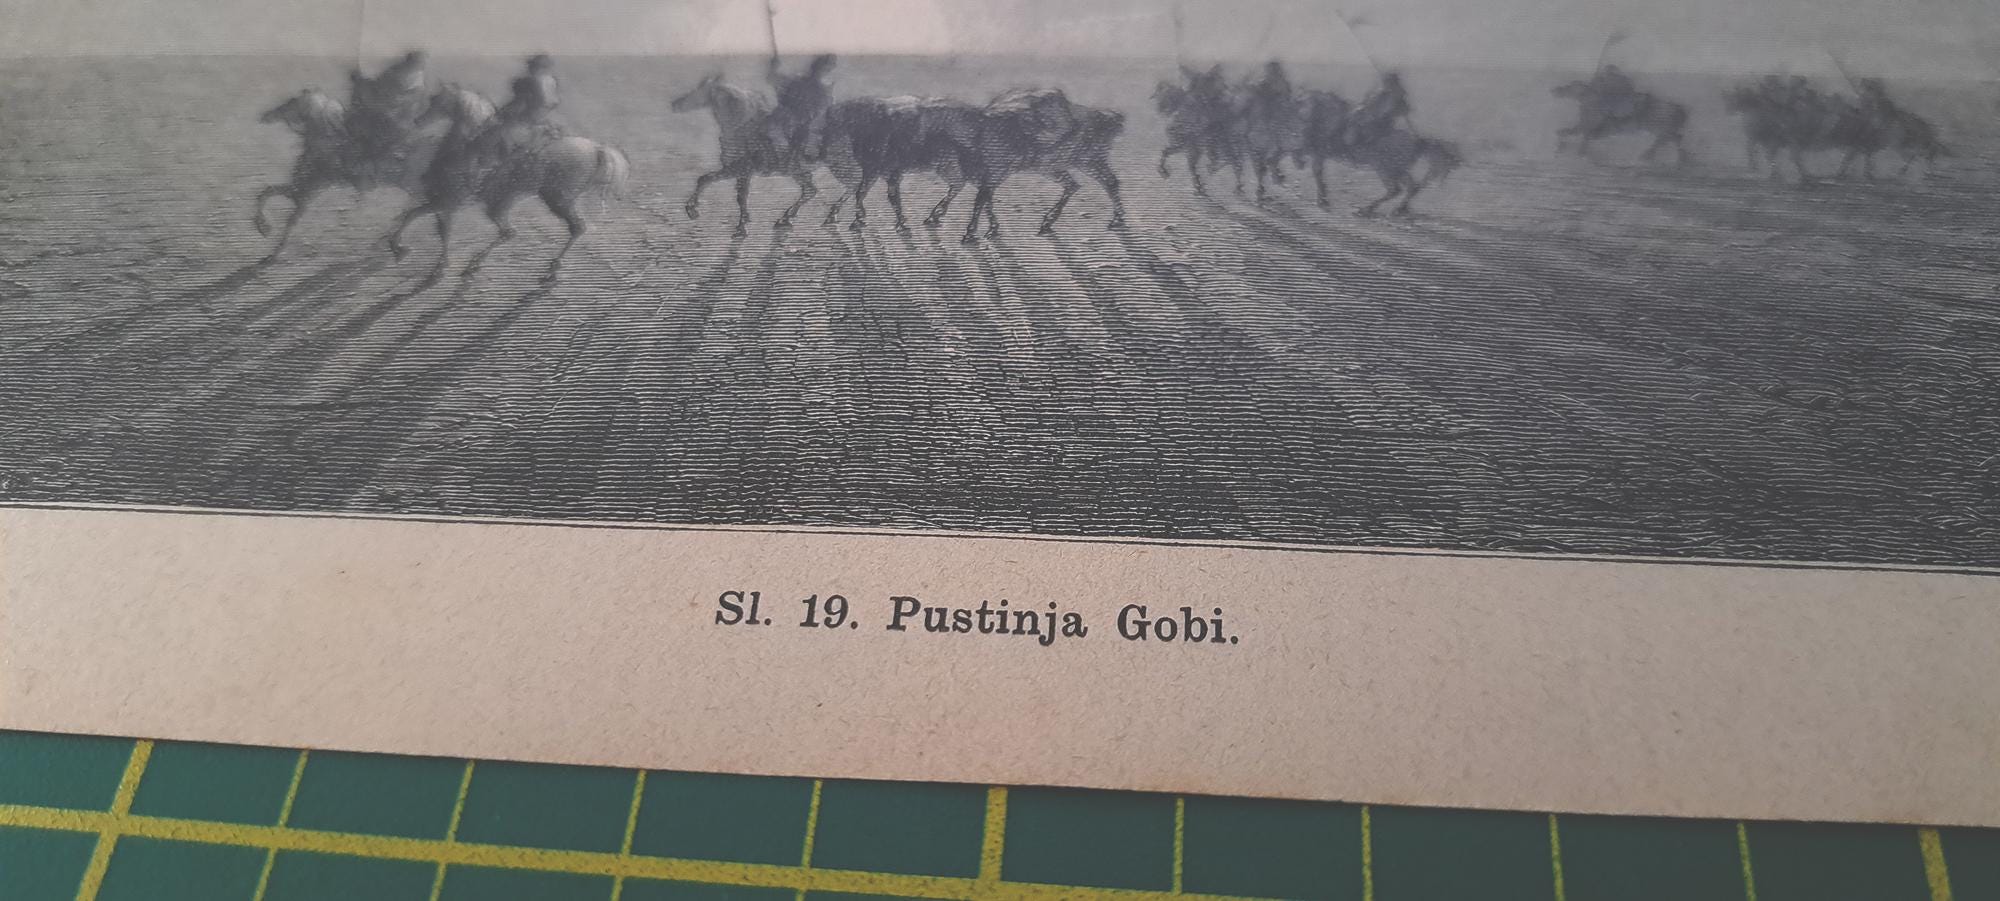 Sl. 19. Pustinja Gobi.